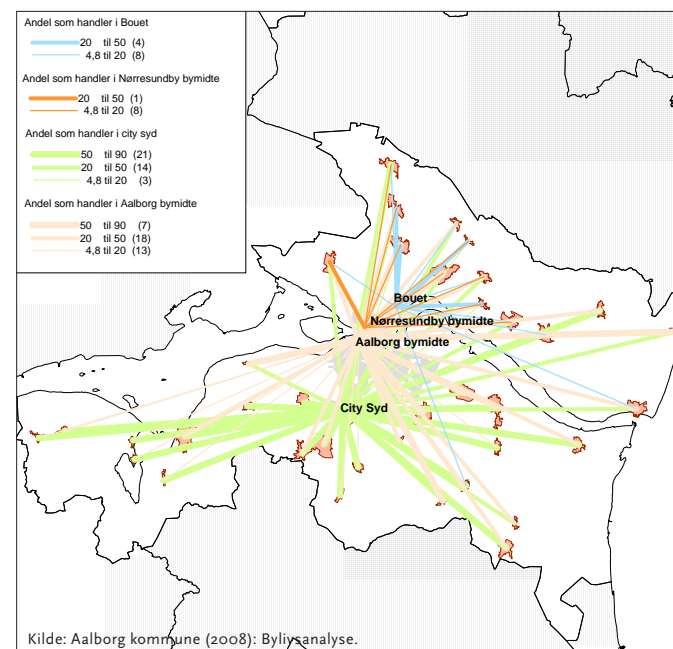 Andel som handler i Bouet
20 til 50 (4)
4,8 til 20 (8)
Andel som handler i Nørresundby bymidte
20 til 50 (1)
4,8 til 20 (8)
Andel som handler i city syd
50 til 90 (21)
20 til 50 (14)
4,8 til 20 (3)
Andel som handler i Aalborg bymidte
50 til 90 (7)
20 til 50 (18)
4,8 til 20 (13)
Bouet
Nørresundby bymidte
Aalborg bymidte
City Syd
Kilde: Aalborg kommune (2008): Bylivsanalyse.